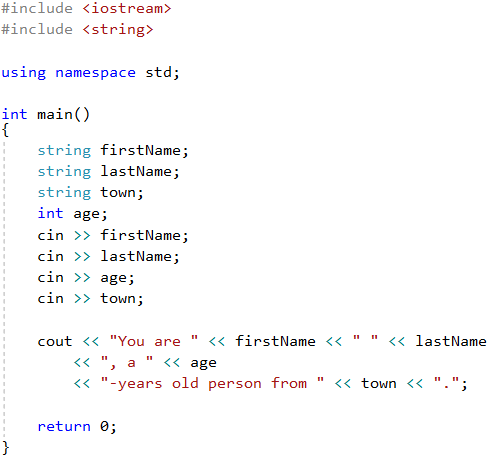 #include <iostream>
#include <string>
using namespace std;
int main()
{
string firstName;
string lastName;
string town;
int age;
cin >> firstName;
cin >> lastName;
cin >> age;
cin >> town;
cout << "You are " << firstName << " " << lastName
<< ", a " << age
<< "-years old person from " << town << ".";
return 0;
}